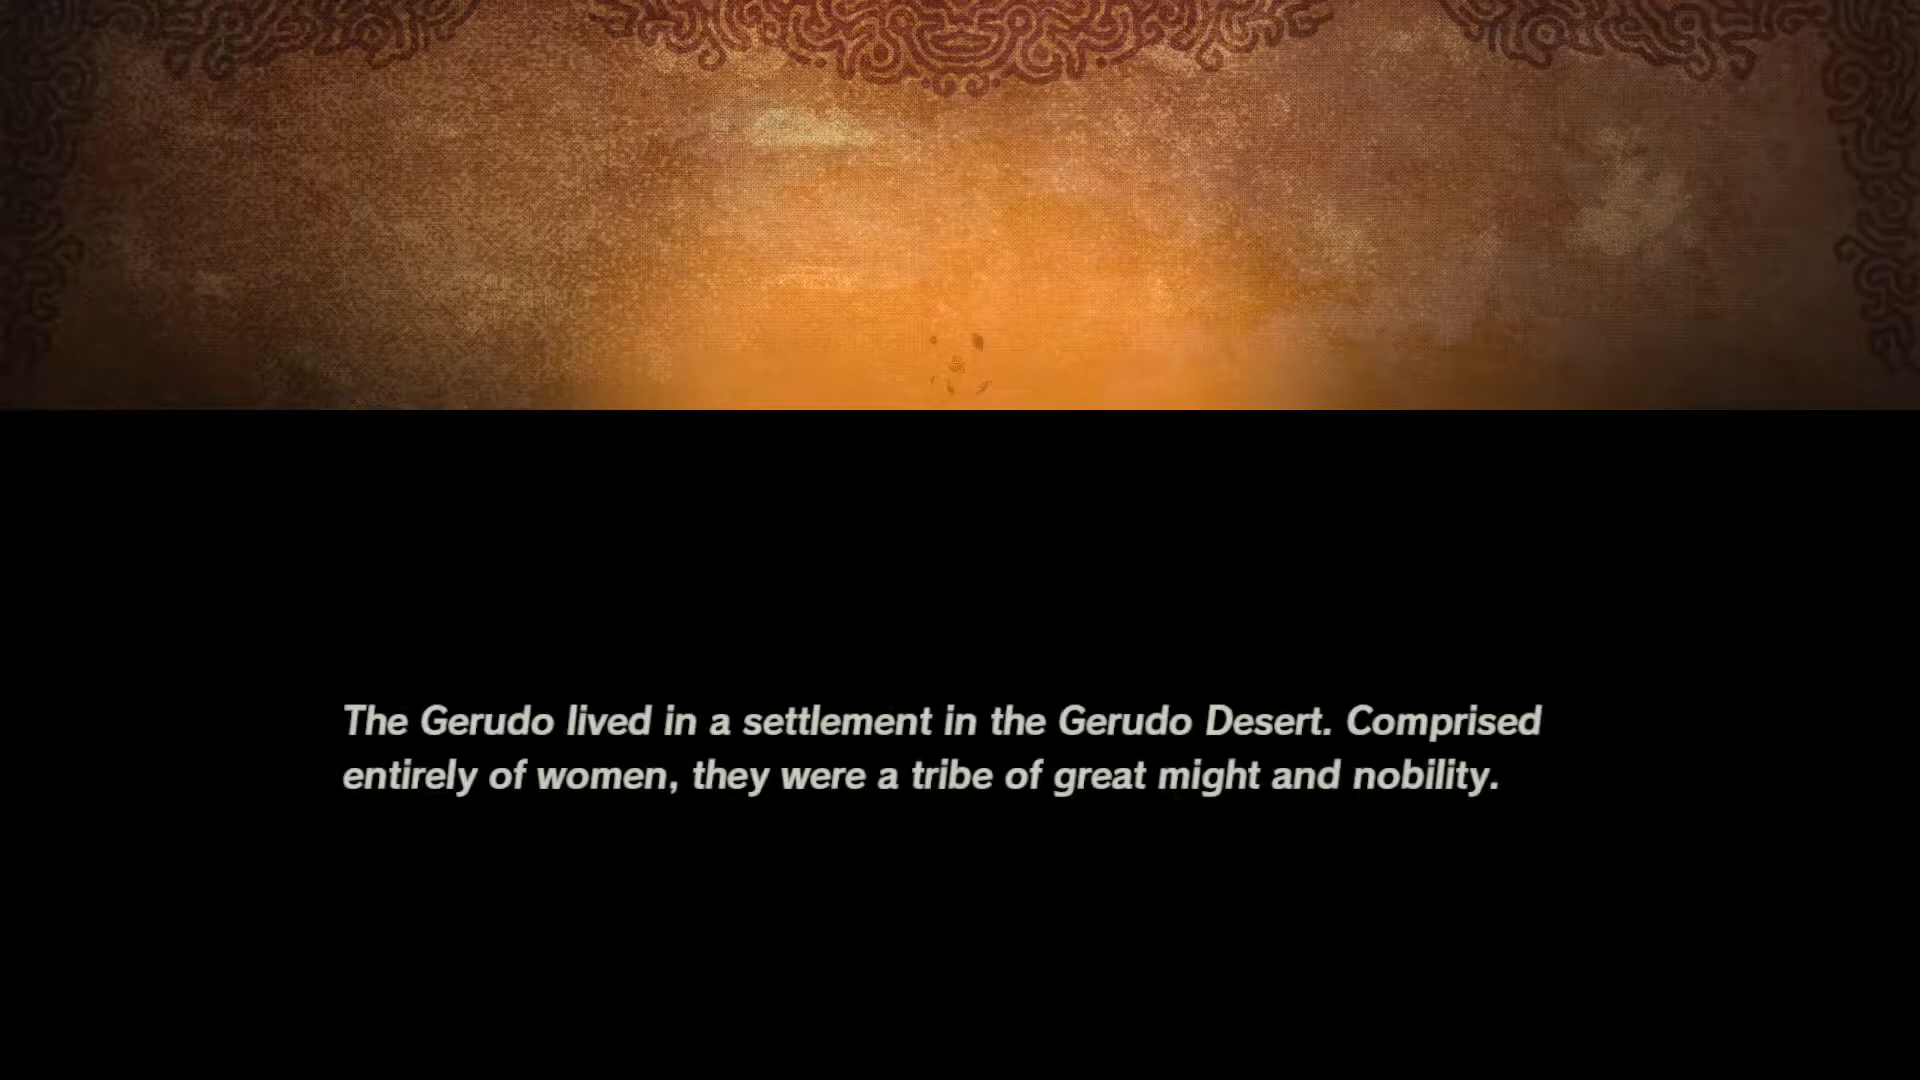 The Gerudo lived in a settlement in the Gerudo Desert. Comprised
entirely of women, they were a tribe of great might and nobility.